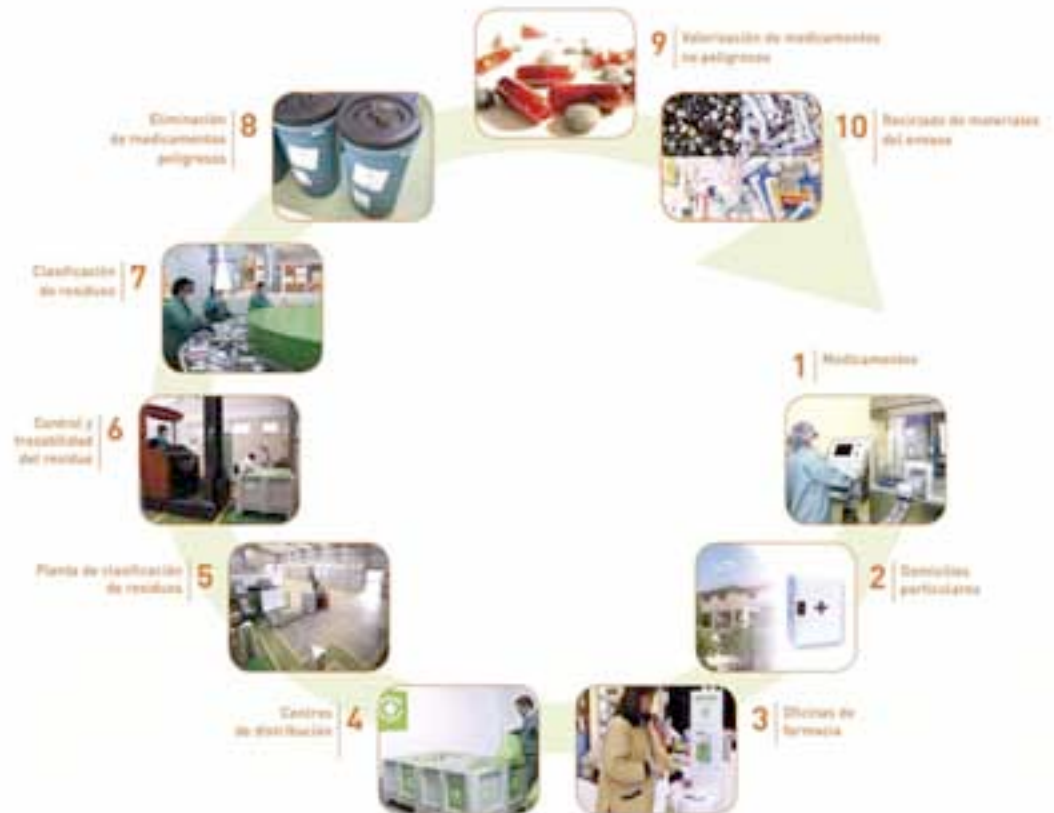 1 Medicamentos
2 Domicilios
particulares
3 Oficinas de
farmacia
4 Centros
de distribución
5 Planta de clasificación
de residuos
6 Control y
trazabilidad
del residuo
7 Clasificación
de residuos
8 Eliminación
de medicamentos
peligrosos
9 Valorización de medicamentos
no peligrosos
10 Reciclado de materiales
del envase